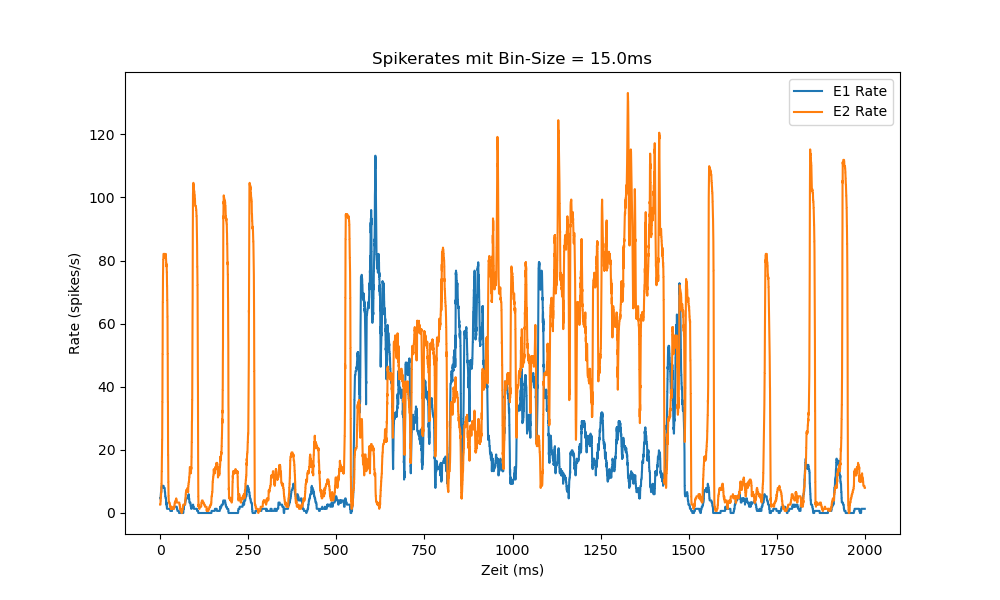 Spikerates mit Bin-Size = 15.0ms
E1 Rate
E2 Rate
Rate (spikes/s)
120
100
80
60
40
20
0
0 250 500 750 1000 1250 1500 1750 2000
Zeit (ms)